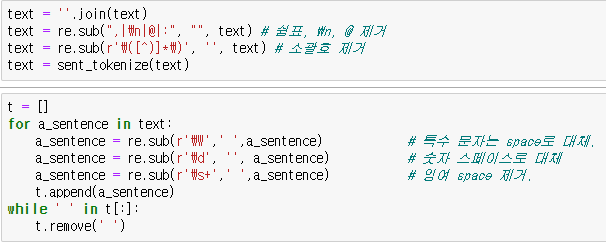 text = ''.join(text)
text = re.sub(",|₩n|@|:", "", text) # 쉼표, ₩n, @ 제거
text = re.sub(r'₩([^)]*₩)', '', text) # 소괄호 제거
text = sent_tokenize(text)
t = []
for a_sentence in text:
    a_sentence = re.sub(r'₩W',' ',a_sentence) # 특수 문자는 space로 대체.
    a_sentence = re.sub(r'₩d', '', a_sentence) # 숫자 스페이스로 대체
    a_sentence = re.sub(r'₩s+',' ',a_sentence) # 잉여 space 제거.
    t.append(a_sentence)
while ' ' in t[:]:
    t.remove(' ')